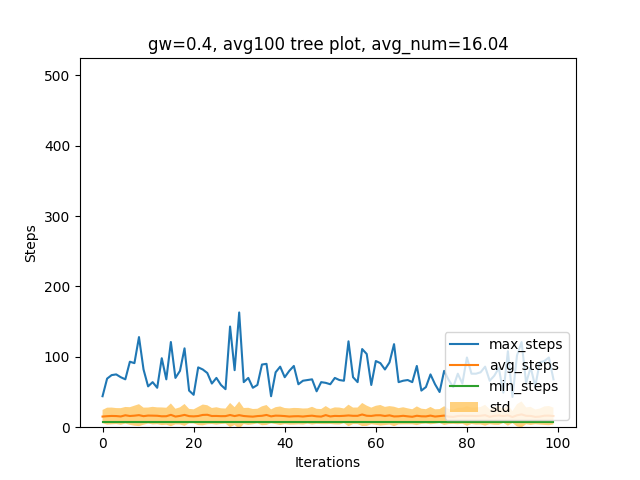 gw=0.4, avg100 tree plot, avg_num=16.04
500
400
300
200
100
0
Steps
0 20 40 60 80 100
Iterations
max_steps
avg_steps
min_steps
std